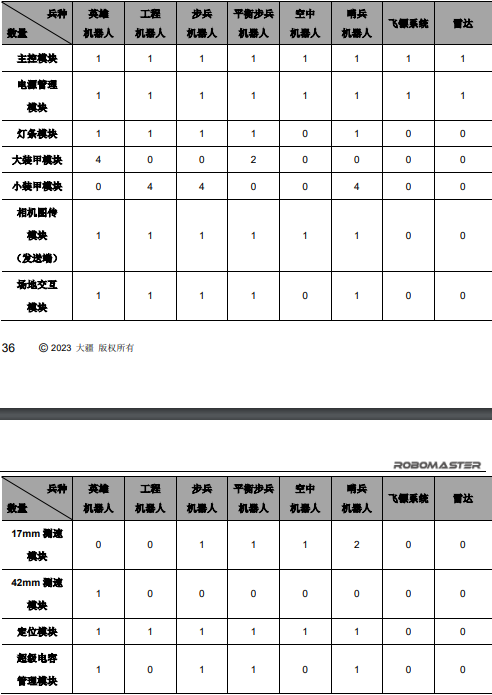 兵种 英雄 工程 步兵 平衡步兵 空中 哨兵 飞镖系统 雷达
数量 机器人 机器人 机器人 机器人 机器人 机器人
主控模块 1 1 1 1 1 1 1 1
电源管理
模块 1 1 1 1 1 1 1 1
灯条模块 1 1 1 1 0 1 0 0
大装甲模块 4 0 0 2 0 0 0 0
小装甲模块 0 4 4 0 0 4 0 0
相机图传
模块 1 1 1 1 1 1 0 0
（发送端）
场地交互
模块 1 1 1 1 0 1 0 0
36 © 2023 大疆 版权所有
ROBOMASTER
兵种 英雄 工程 步兵 平衡步兵 空中 哨兵 飞镖系统 雷达
数量 机器人 机器人 机器人 机器人 机器人 机器人
17mm 测速
模块 0 0 1 1 1 2 0 0
42mm 测速
模块 1 0 0 0 0 0 0 0
定位模块 1 1 1 1 1 1 0 0
超级电容
管理模块 1 0 1 1 0 1 0 0